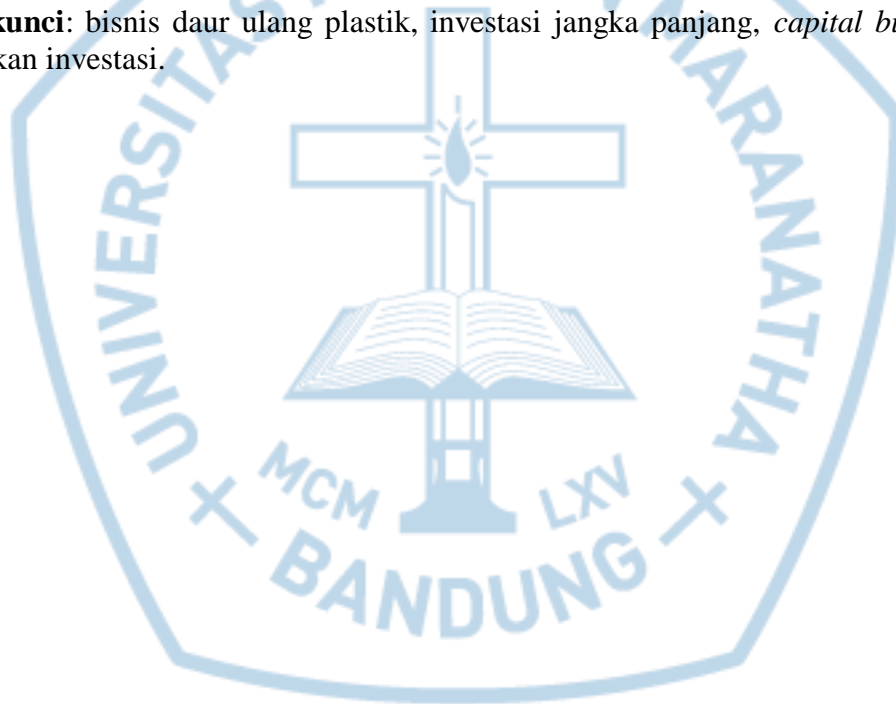 kunci: bisnis daur ulang plastik, investasi jangka panjang, capital bu
kan investasi.
UNIVERSITAS
MARANATHA
MCM
LXV
BANDUNG